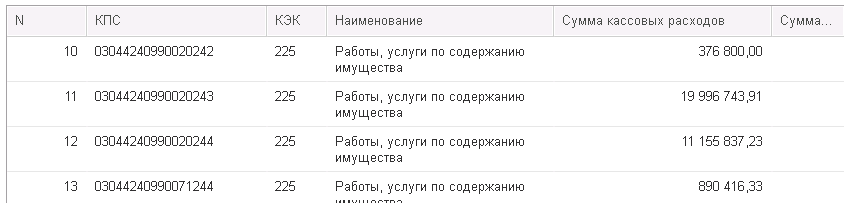 N КПС КЭК Наименование Сумма кассовых расходов Сумма...
10 03044240990020242 225 Работы, услуги по содержанию 376 800,00
имущества
11 03044240990020243 225 Работы, услуги по содержанию 19 996 743,91
имущества
12 03044240990020244 225 Работы, услуги по содержанию 11 155 837,23
имущества
13 03044240990071244 225 Работы, услуги по содержанию 890 416,33
имущества